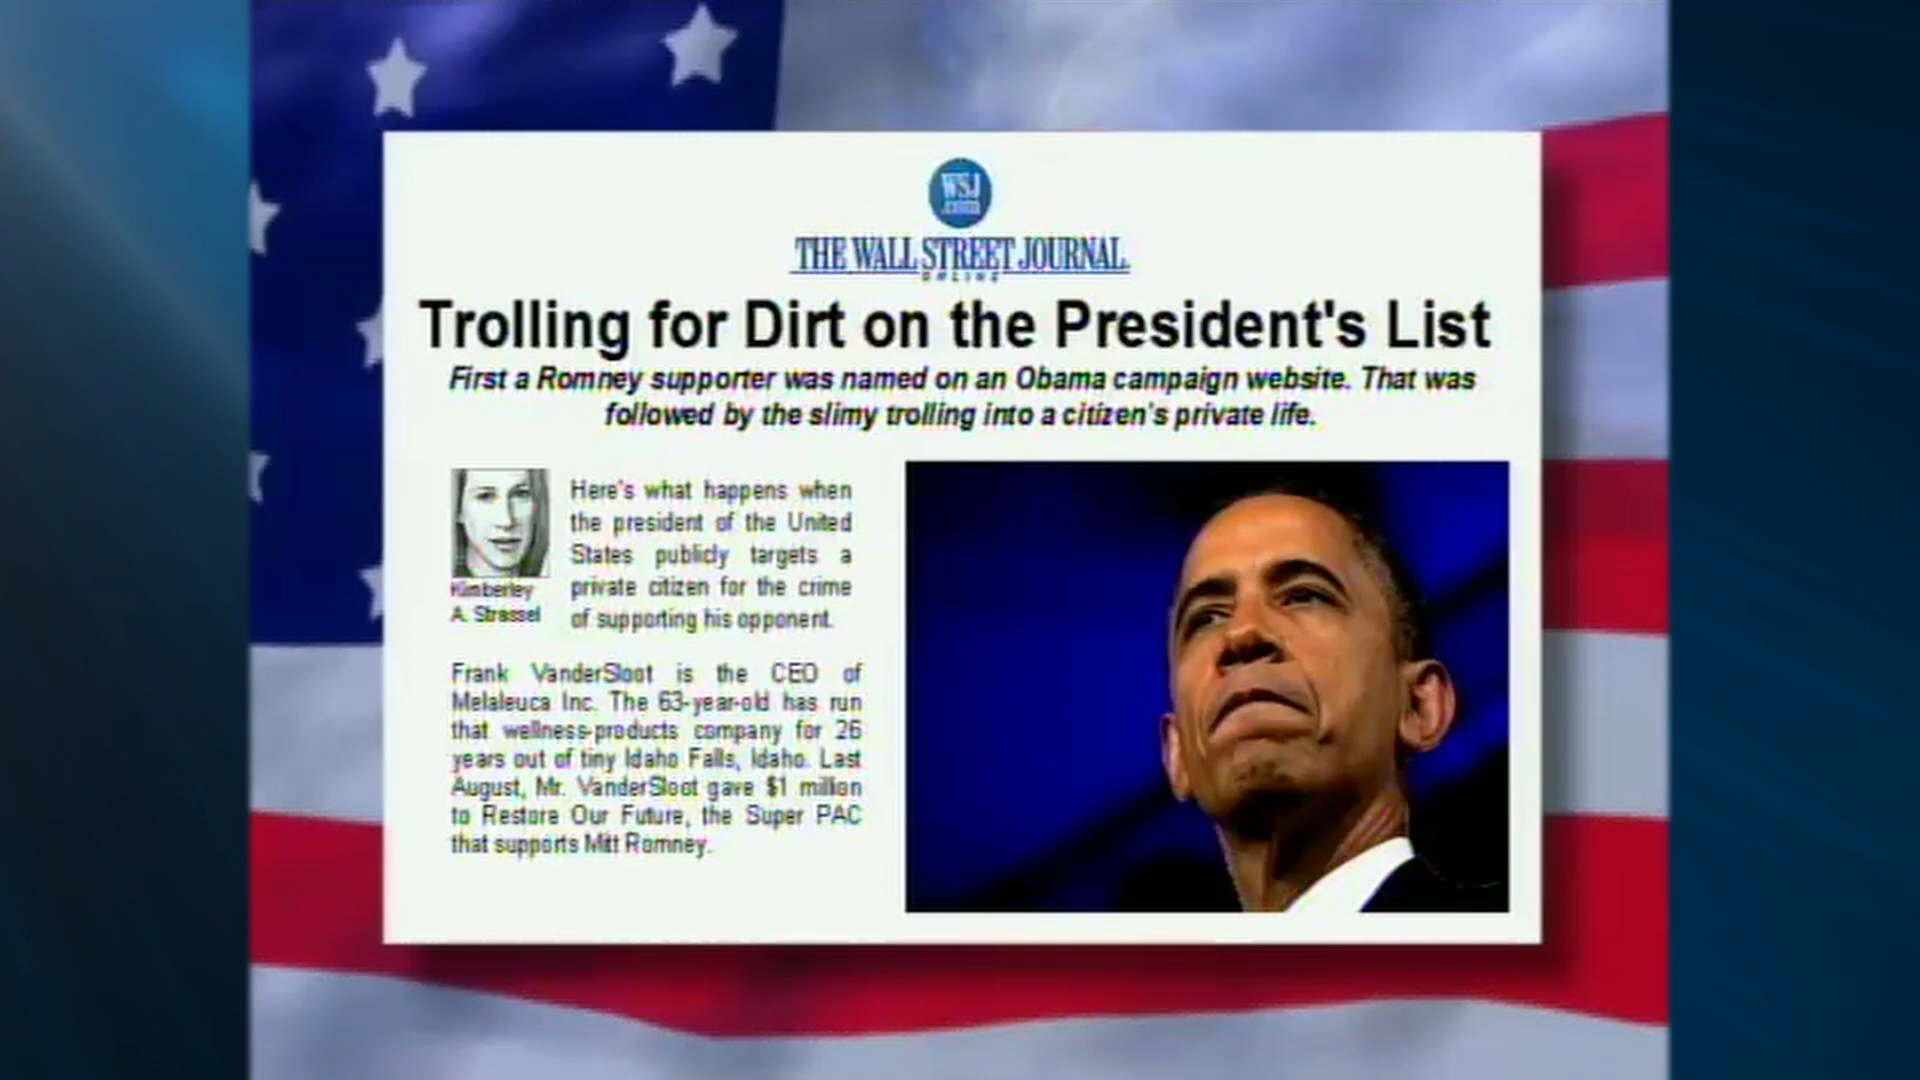 WSJ
.com
THE WALL STREET JOURNAL.
ONLINE
Trolling for Dirt on the President's List
First a Romney supporter was named on an Obama campaign website. That was
followed by the slimy trolling into a citizen's private life.
Kimberley
A. Strassel
Here's what happens when
the president of the United
States publicly targets a
private citizen for the crime
of supporting his opponent.
Frank VanderSloot is the CEO of
Melaleuca Inc. The 63-year-old has run
that wellness-products company for 26
years out of tiny Idaho Falls, Idaho. Last
August, Mr. VanderSloot gave $1 million
to Restore Our Future, the Super PAC
that supports Mitt Romney.